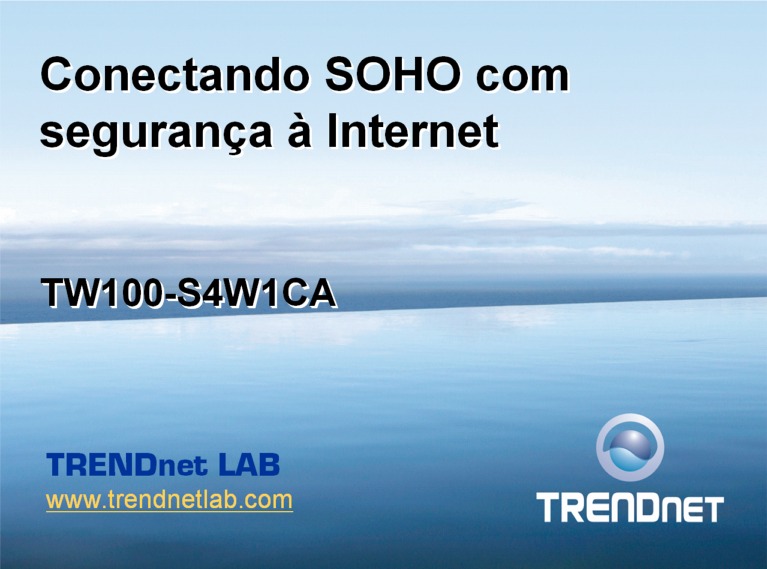 Conectando SOHO com
segurança à Internet
TW100-S4W1CA
TRENDnet LAB
www.trendnetlab.com
TRENDNET